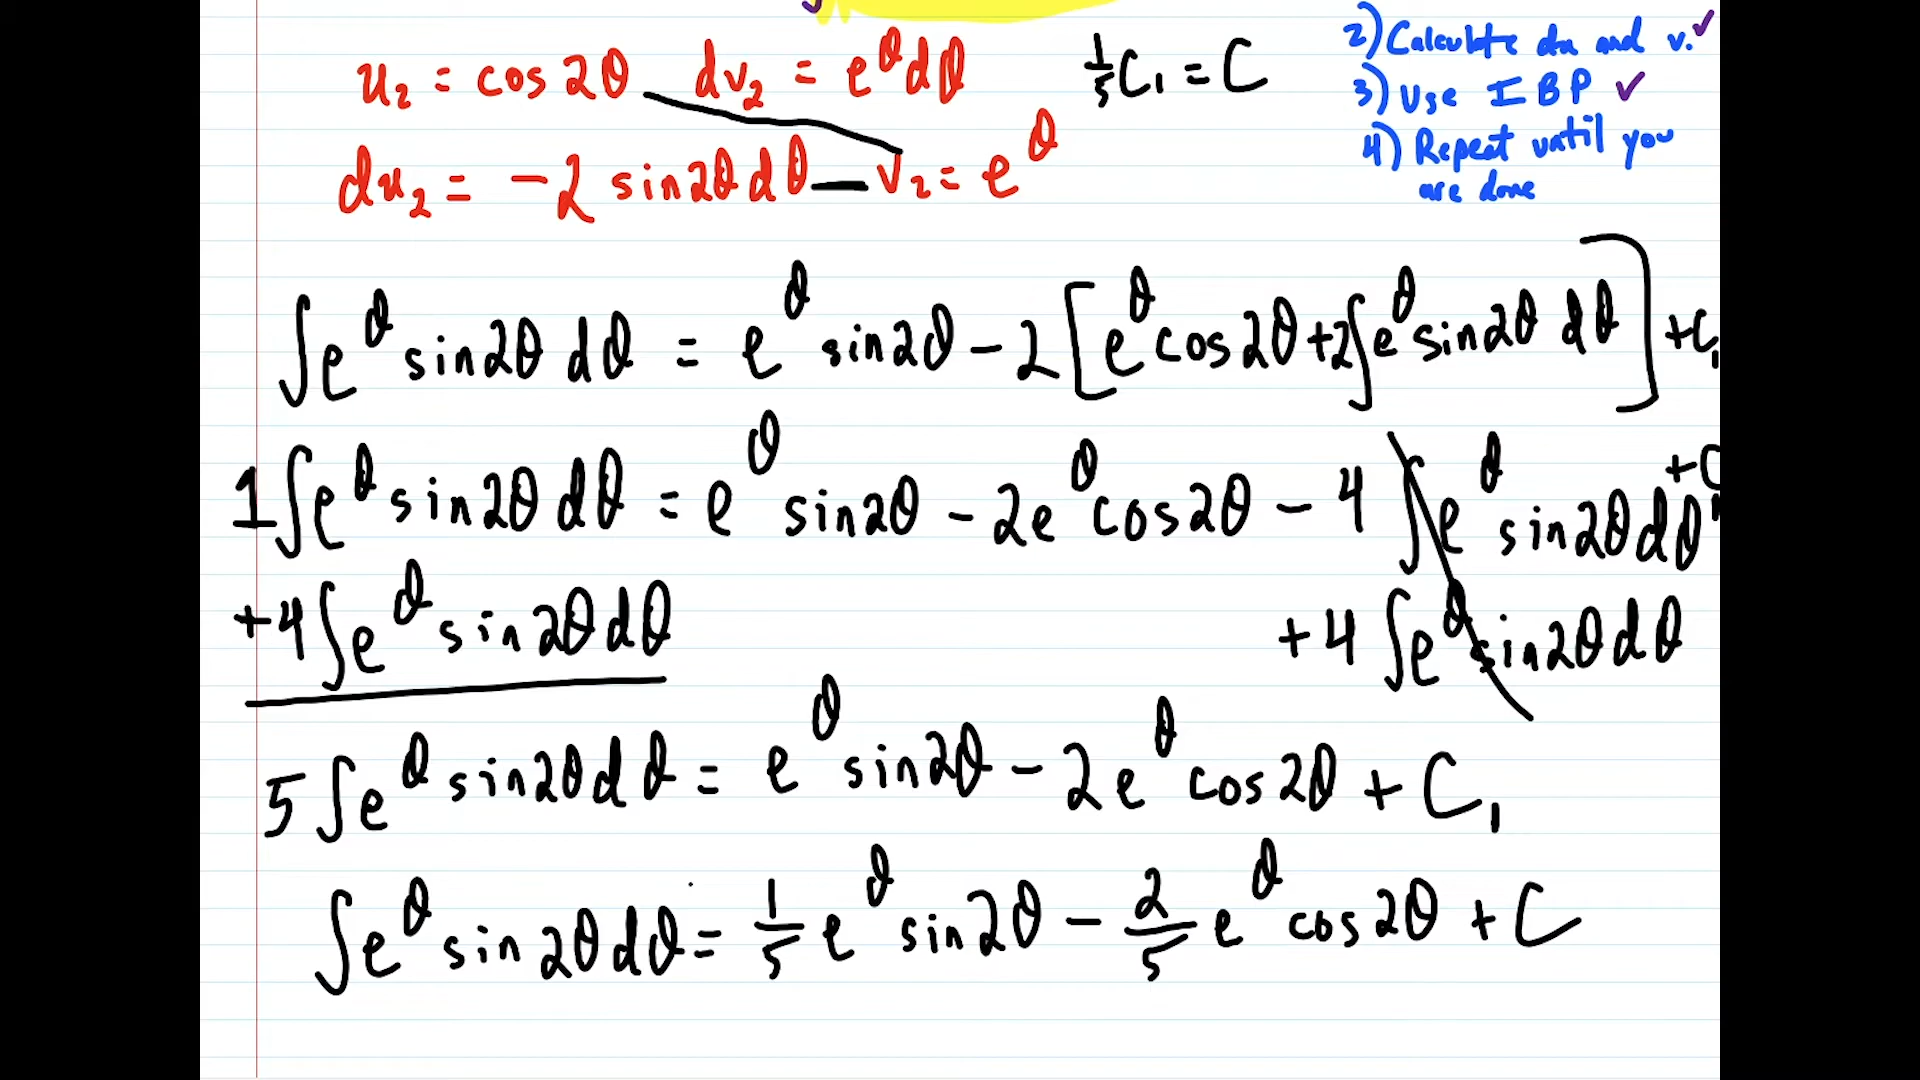 u₂ = cos 2θ dv₂ = e^θ dθ
du₂ = -2 sin2θ dθ v₂ = e^θ
1/5 C₁ = C
2) Calculate du and v. ✓
3) Use IBP ✓
4) Repeat until you
are done
∫e^θ sin2θ dθ = e^θ sin2θ - 2[e^θ cos2θ + 2∫e^θ sin2θ dθ] + C₁
1∫e^θ sin2θ dθ = e^θ sin2θ - 2e^θ cos2θ - 4∫e^θ sin2θ dθ + C₁
+4∫e^θ sin2θ dθ +4∫e^θ sin2θ dθ
5∫e^θ sin2θ dθ = e^θ sin2θ - 2e^θ cos2θ + C₁
∫e^θ sin2θ dθ = 1/5 e^θ sin2θ - 2/5 e^θ cos2θ + C